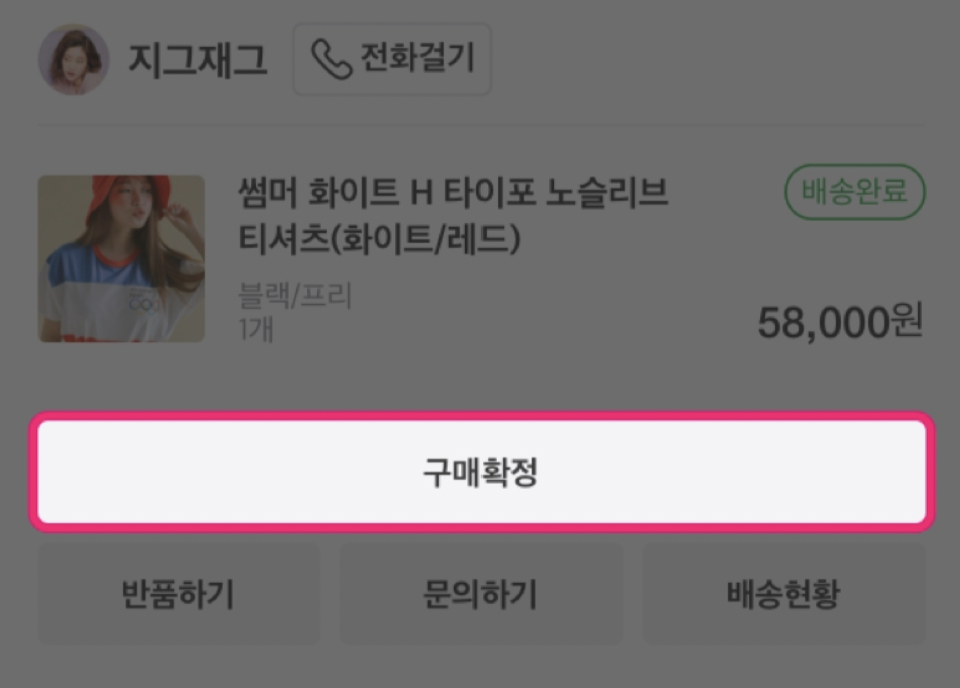 지그재그
전화걸기
썸머 화이트 H 타이포 노슬리브
티셔츠(화이트/레드)
배송완료
블랙/프리
1개
58,000원
구매확정
반품하기
문의하기
배송현황